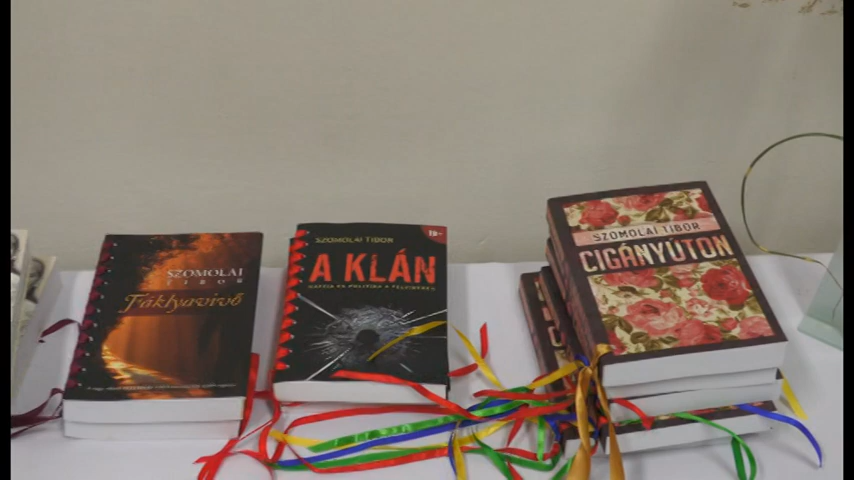 SZOMOLAI
TIBOR
Fáklyavivő
SZOMOLAI TIBOR
18+
A KLÁN
MAFFIA ÉS POLITIKA A FELVIDÉKEN
SZOMOLAI TIBOR
CIGÁNYÚTON